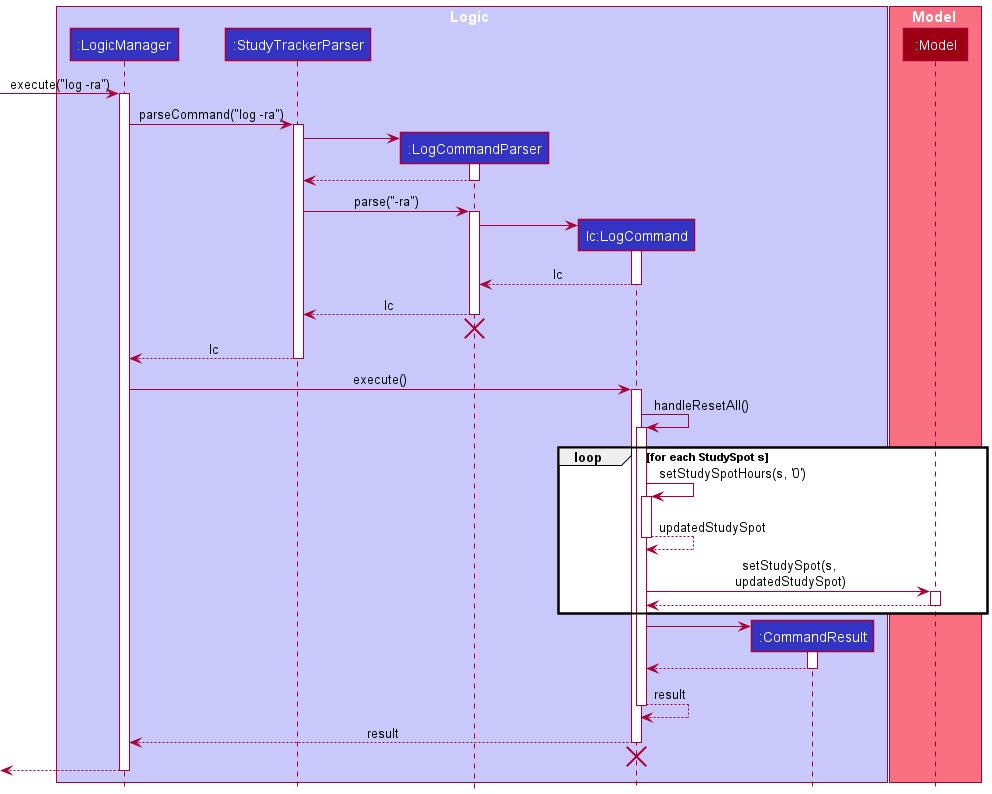 Logic
Model
:LogicManager
:StudyTrackerParser
:Model
execute("log -ra")
parseCommand("log -ra")
:LogCommandParser
parse("-ra")
lc:LogCommand
lc
lc
lc
execute()
handleResetAll()
loop
[for each StudySpot s]
setStudySpotHours(s, '0')
updatedStudySpot
setStudySpot(s,
updatedStudySpot)
:CommandResult
result
result